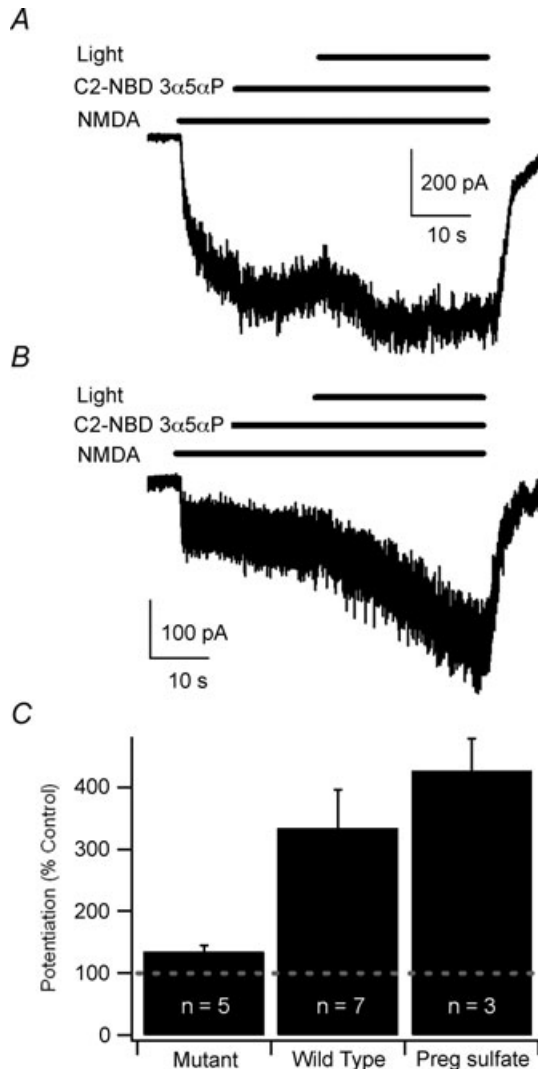 A
Light
C2-NBD 3α5αP
NMDA
200 pA
10 s
B
Light
C2-NBD 3α5αP
NMDA
100 pA
10 s
C
Potentiation (% Control)
400
300
200
100
0
n = 5
n = 7
n = 3
Mutant
Wild Type
Preg sulfate